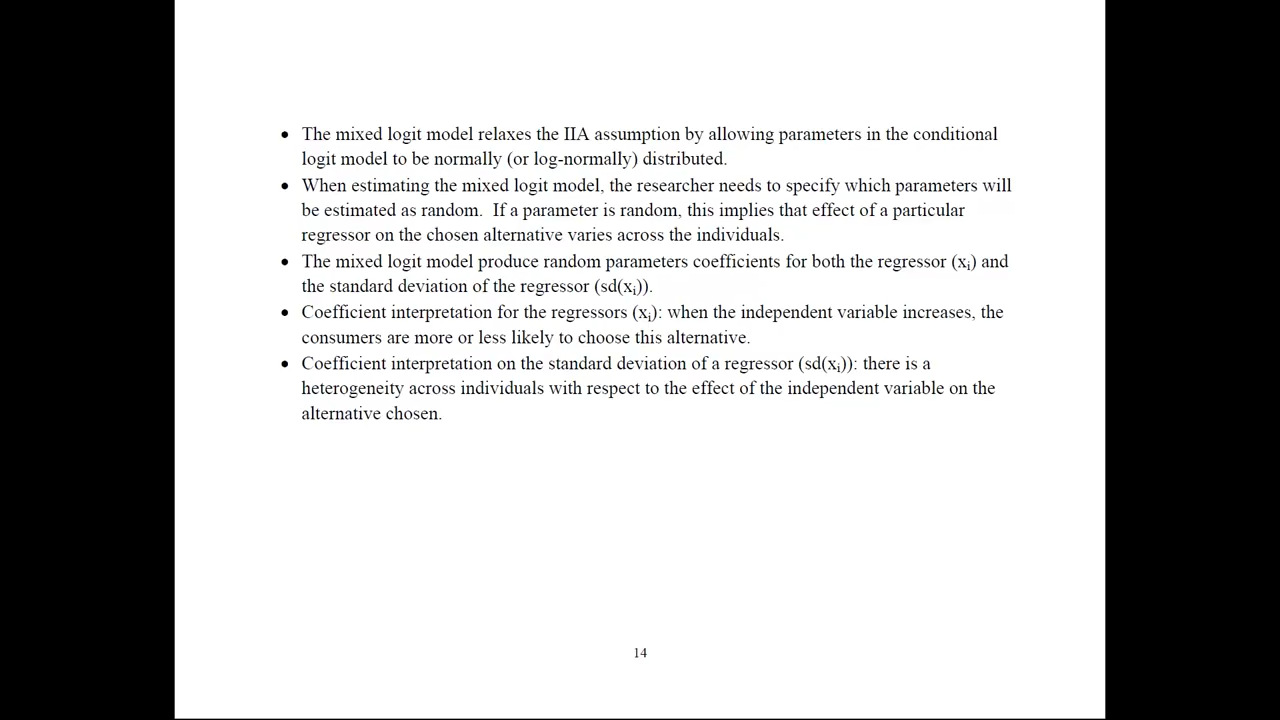 • The mixed logit model relaxes the IIA assumption by allowing parameters in the conditional
logit model to be normally (or log-normally) distributed.
• When estimating the mixed logit model, the researcher needs to specify which parameters will
be estimated as random.  If a parameter is random, this implies that effect of a particular
regressor on the chosen alternative varies across the individuals.
• The mixed logit model produce random parameters coefficients for both the regressor (xᵢ) and
the standard deviation of the regressor (sd(xᵢ)).
• Coefficient interpretation for the regressors (xᵢ): when the independent variable increases, the
consumers are more or less likely to choose this alternative.
• Coefficient interpretation on the standard deviation of a regressor (sd(xᵢ)): there is a
heterogeneity across individuals with respect to the effect of the independent variable on the
alternative chosen.
14